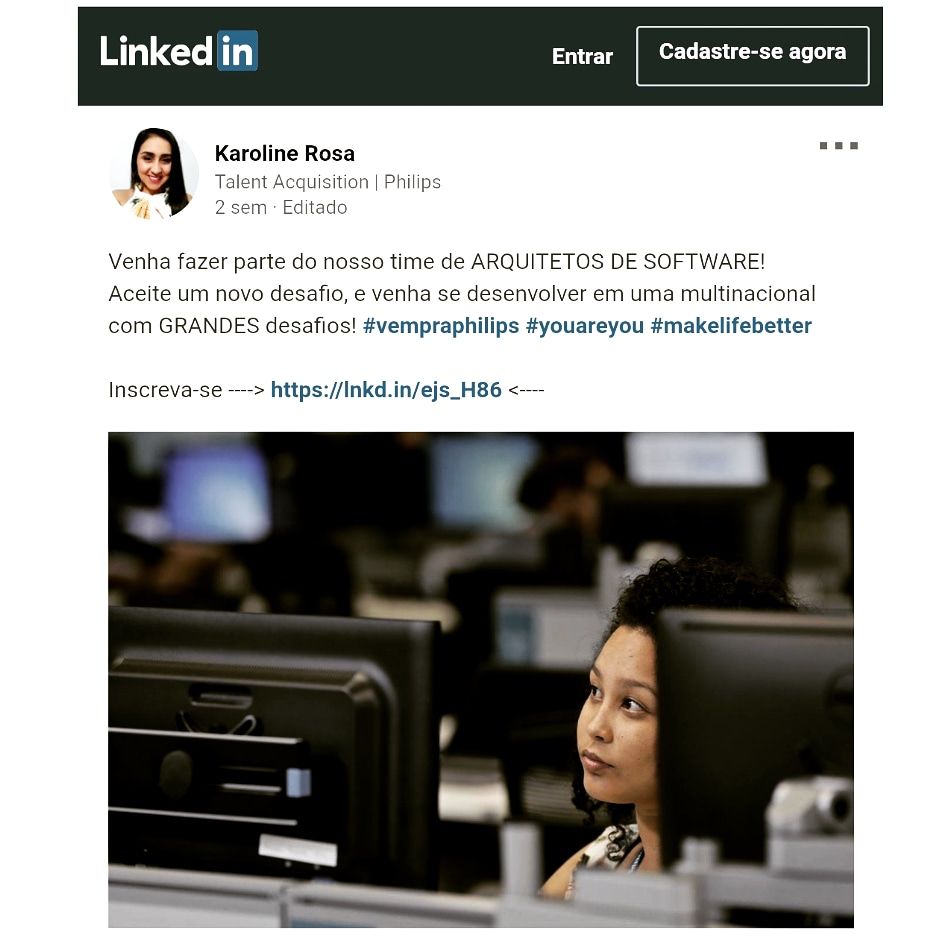 Linkedin
Entrar
Cadastre-se agora
Karoline Rosa
Talent Acquisition | Philips
2 sem · Editado
Venha fazer parte do nosso time de ARQUITETOS DE SOFTWARE!
Aceite um novo desafio, e venha se desenvolver em uma multinacional
com GRANDES desafios! #vempraphilips #youareyou #makelifebetter
Inscreva-se ----> https://lnkd.in/ejs_H86 <----